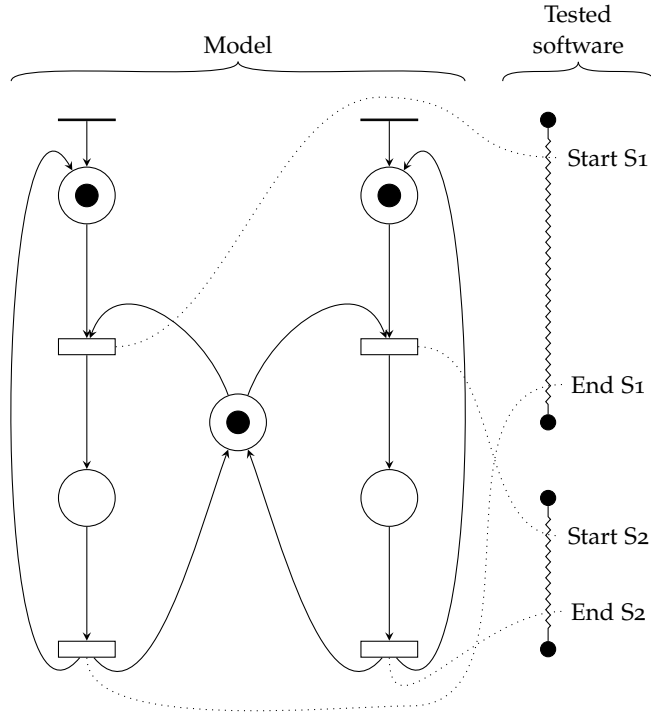 Model
Tested
software
Start S1
End S1
Start S2
End S2